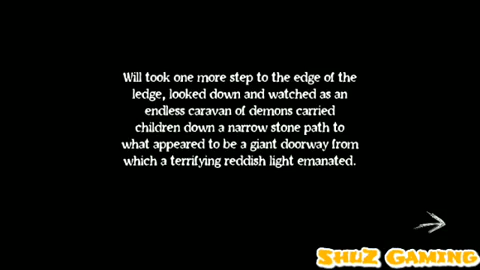 Will took one more step to the edge of the
ledge, looked down and watched as an
endless caravan of demons carried
children down a narrow stone path to
what appeared to be a giant doorway from
which a terrifying reddish light emanated.
ShuZ Gaming